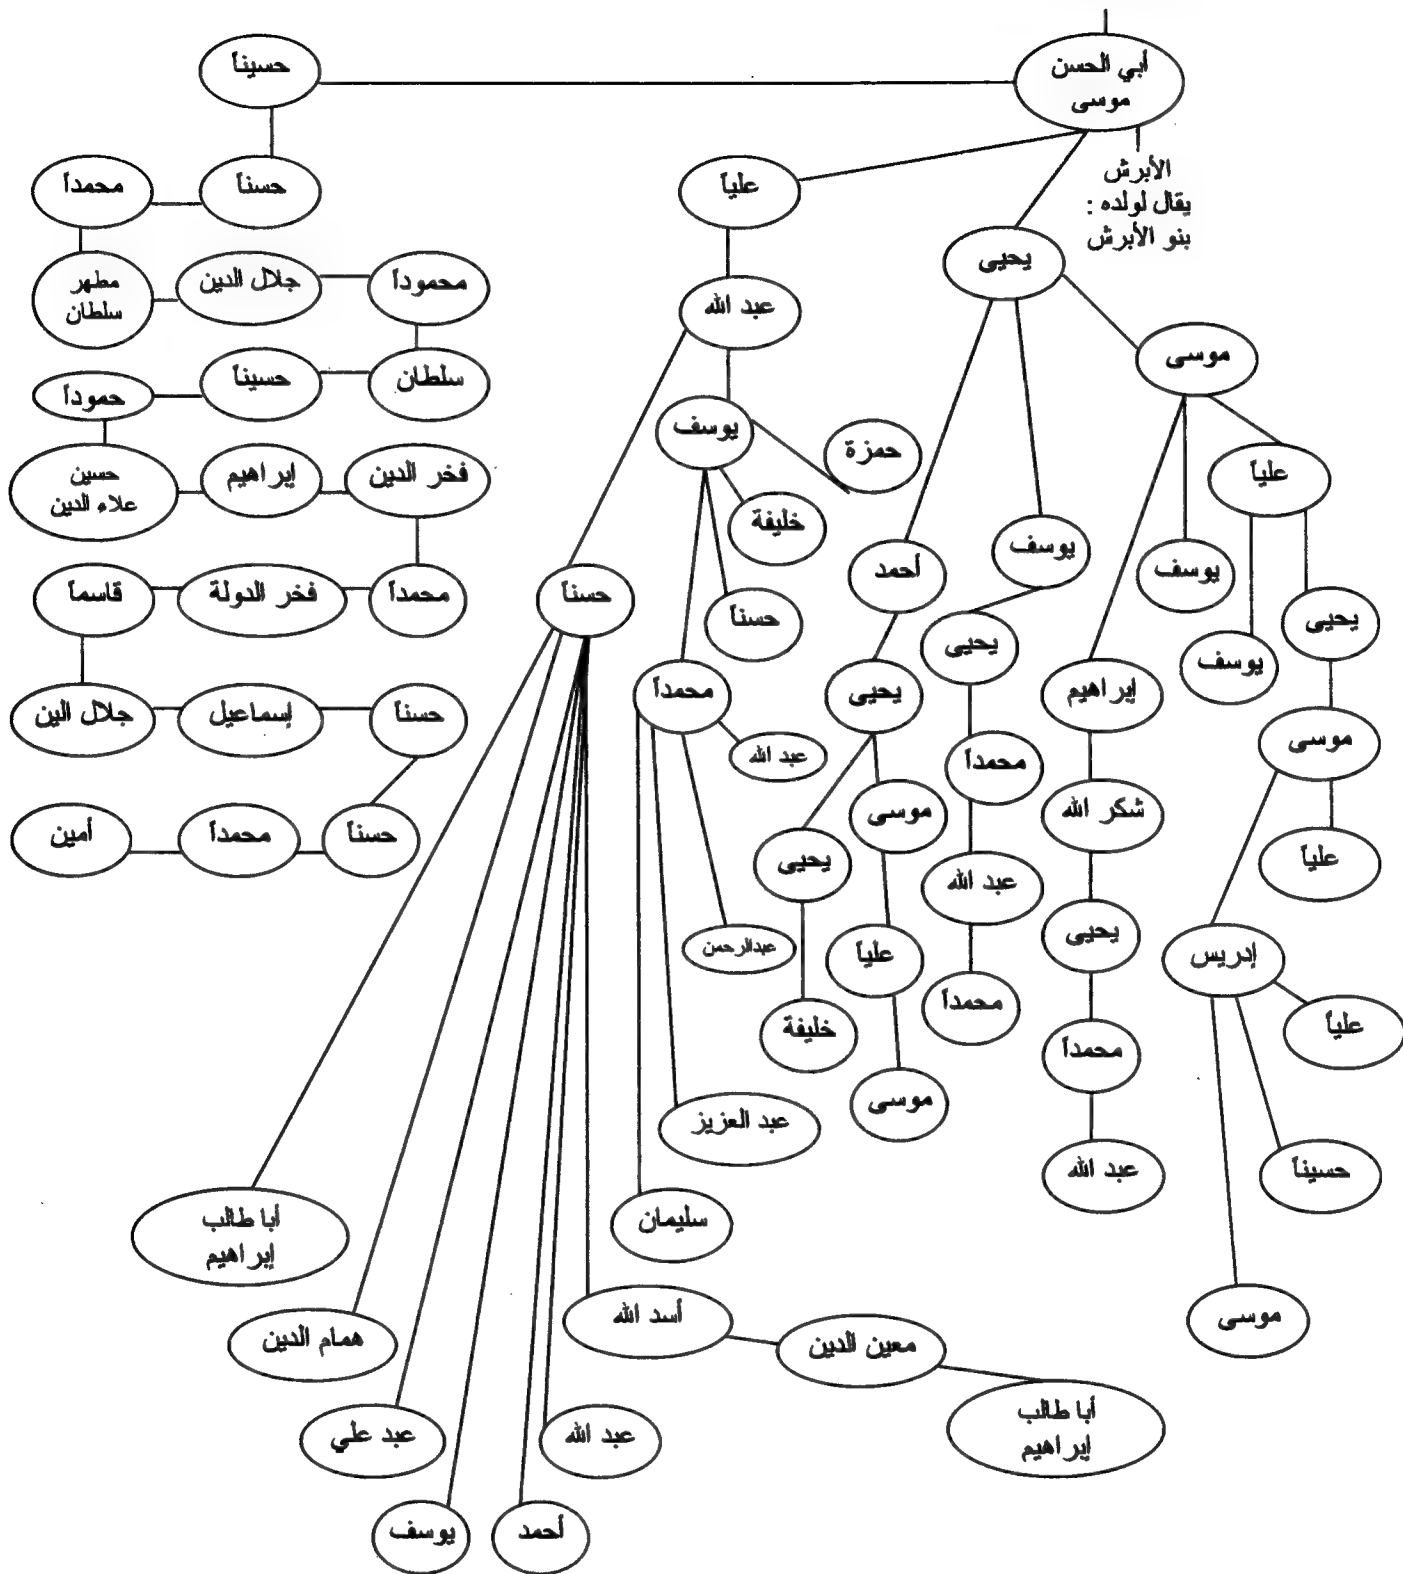 أبي الحسن
موسى
الأبرش
يقال لولده :
بنو الأبرش
حسيناً
حسناً
محمداً
مطهر
سلطان
جلال الدين
محموداً
سلطان
حسيناً
حموداً
حسين
علاء الدين
إبراهيم
فخر الدين
محمداً
فخر الدولة
قاسماً
جلال الين
إسماعيل
حسناً
حسناً
محمداً
أمين
علياً
عبد الله
يوسف
حمزة
خليفة
حسناً
محمداً
عبد الله
عبدالرحمن
عبد العزيز
سليمان
حسناً
أبا طالب
إبراهيم
همام الدين
عبد علي
يوسف
أحمد
عبد الله
أسد الله
معين الدين
أبا طالب
إبراهيم
يحيى
أحمد
يحيى
يحيى
خليفة
موسى
علياً
موسى
يوسف
يحيى
محمداً
عبد الله
محمداً
موسى
إبراهيم
شكر الله
يحيى
محمداً
عبد الله
يوسف
علياً
يوسف
يحيى
موسى
علياً
إدريس
علياً
حسيناً
موسى